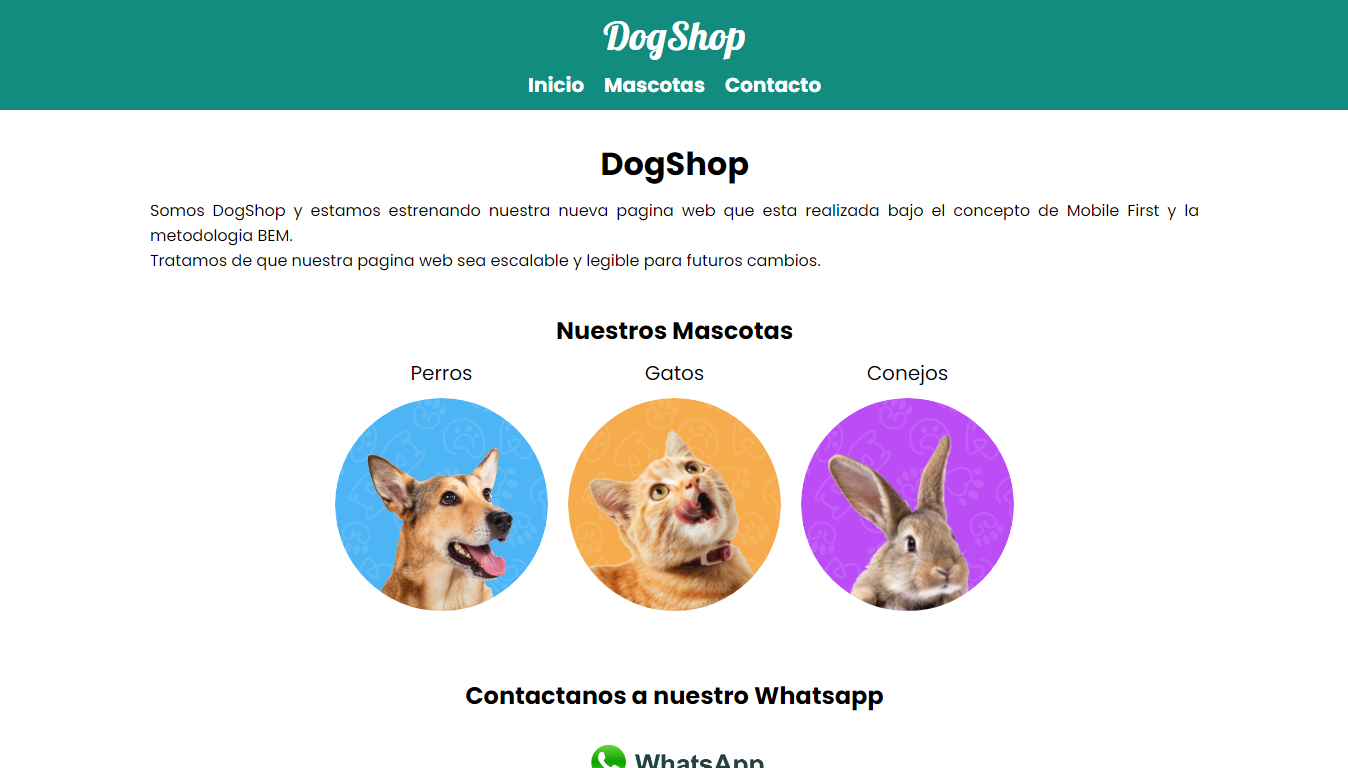 DogShop
Inicio Mascotas Contacto
DogShop
Somos DogShop y estamos estrenando nuestra nueva pagina web que esta realizada bajo el concepto de Mobile First y la
metodologia BEM.
Tratamos de que nuestra pagina web sea escalable y legible para futuros cambios.
Nuestros Mascotas
Perros Gatos Conejos
Contactanos a nuestro Whatsapp
WhatsApp